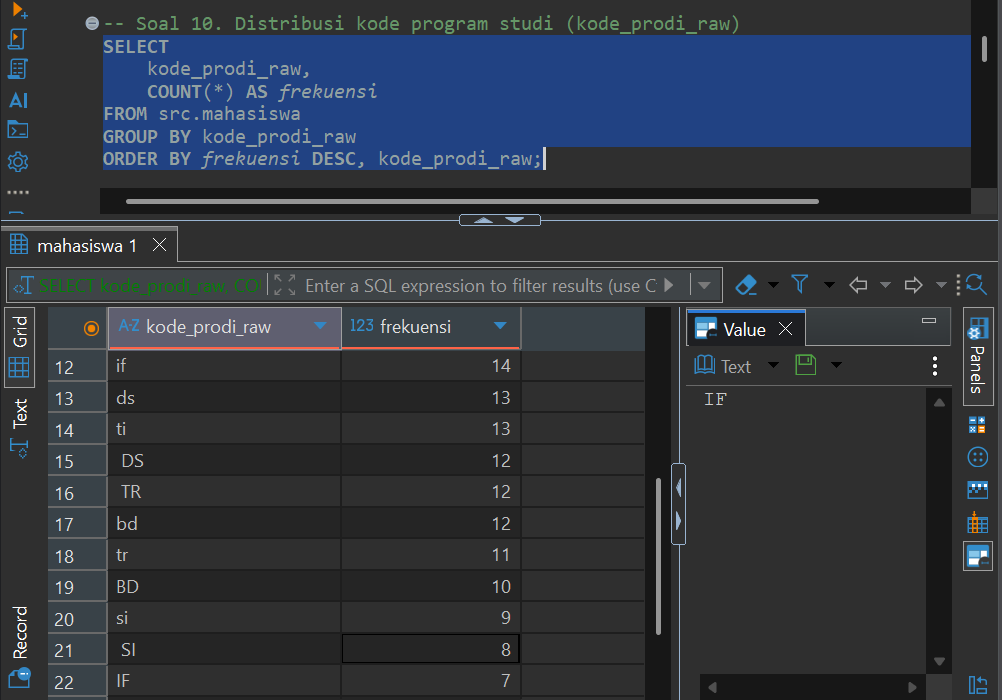 -- Soal 10. Distribusi kode program studi (kode_prodi_raw)
SELECT
kode_prodi_raw,
COUNT(*) AS frekuensi
FROM src.mahasiswa
GROUP BY kode_prodi_raw
ORDER BY frekuensi DESC, kode_prodi_raw;
AI
mahasiswa 1
SELECT kode_prodi_raw, CO
Enter a SQL expression to filter results (use C
Grid
Text
Record
A-Z kode_prodi_raw 123 frekuensi
12 if 14
13 ds 13
14 ti 13
15 DS 12
16 TR 12
17 bd 12
18 tr 11
19 BD 10
20 si 9
21 SI 8
22 IF 7
Value
Text
IF
Panels